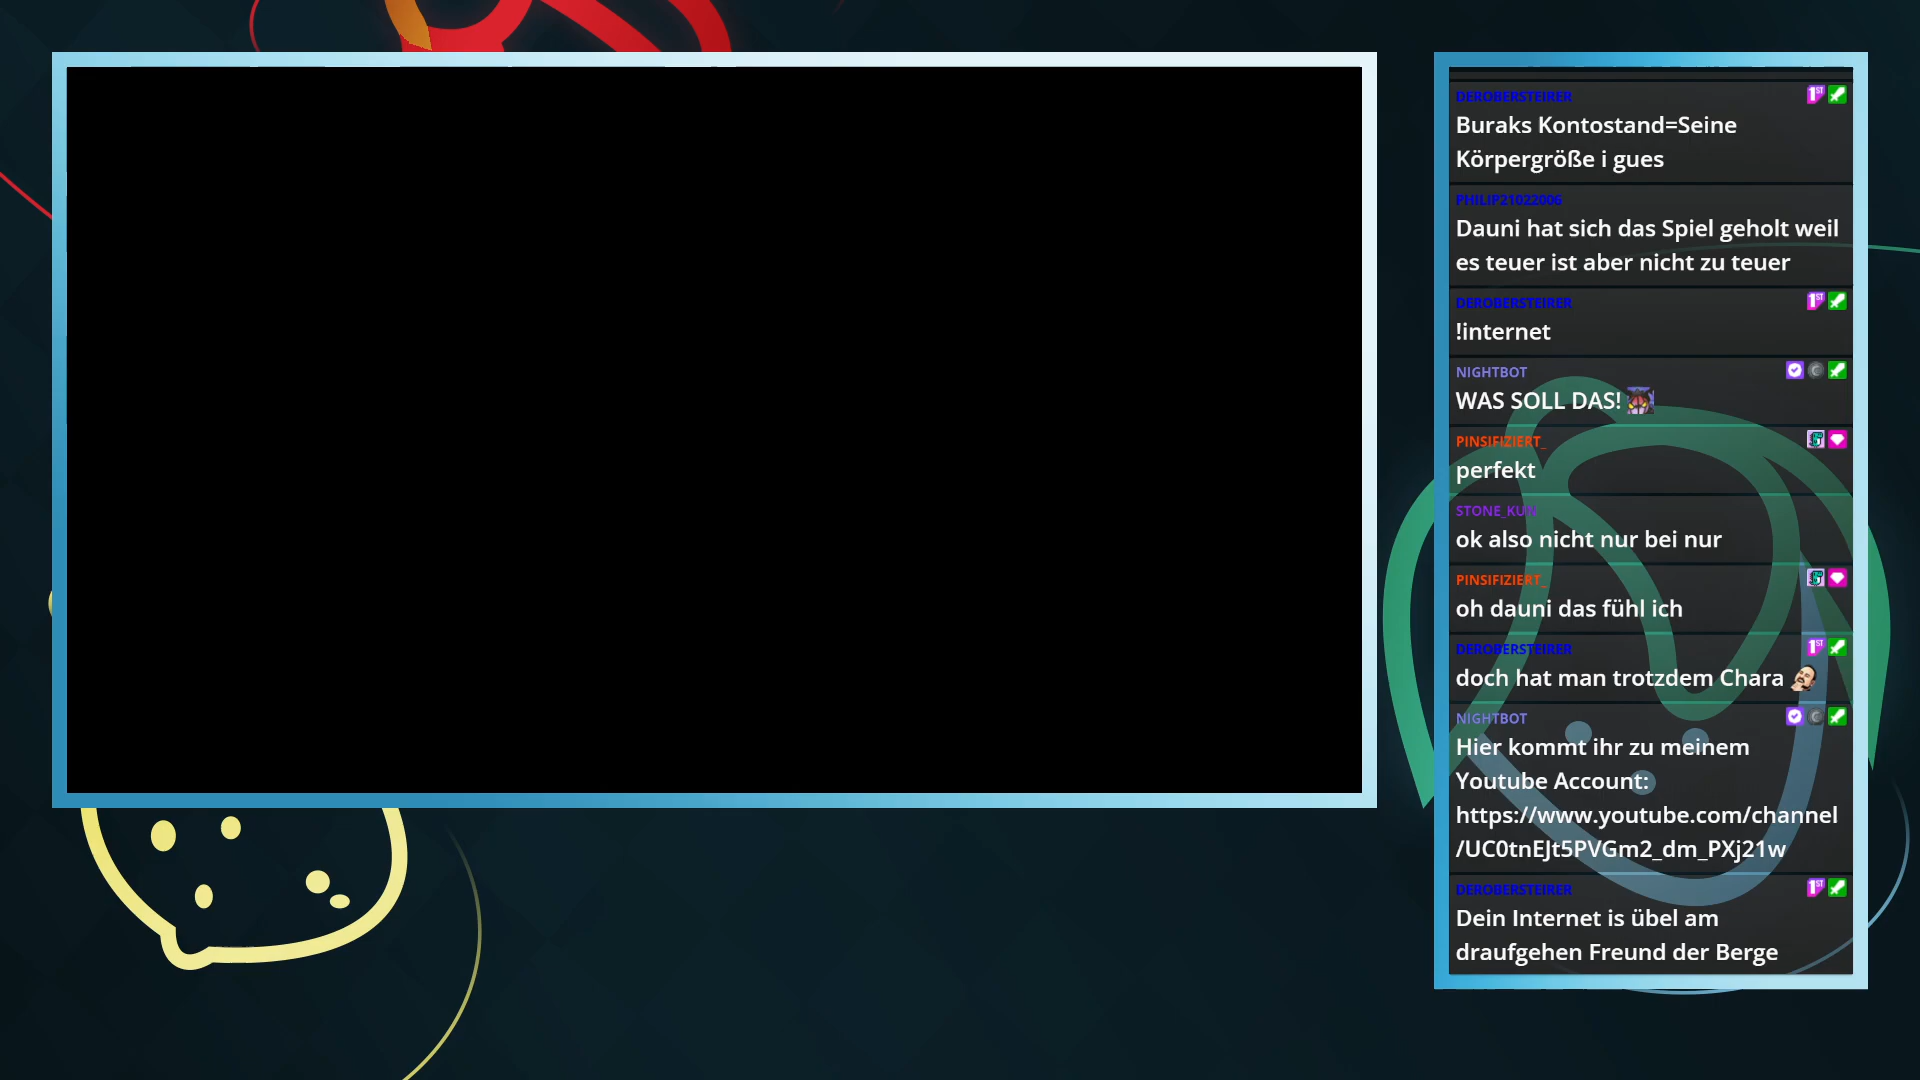 DEROBERSTEIRER
Buraks Kontostand=Seine
Körpergröße i gues
PHILIP21022006
Dauni hat sich das Spiel geholt weil
es teuer ist aber nicht zu teuer
DEROBERSTEIRER
!internet
NIGHTBOT
WAS SOLL DAS!
PINSIFIZIERT_
perfekt
STONE_KUN
ok also nicht nur bei nur
PINSIFIZIERT_
oh dauni das fühl ich
DEROBERSTEIRER
doch hat man trotzdem Chara
NIGHTBOT
Hier kommt ihr zu meinem
Youtube Account:
https://www.youtube.com/channel
/UC0tnEJt5PVGm2_dm_PXj21w
DEROBERSTEIRER
Dein Internet is übel am
draufgehen Freund der Berge